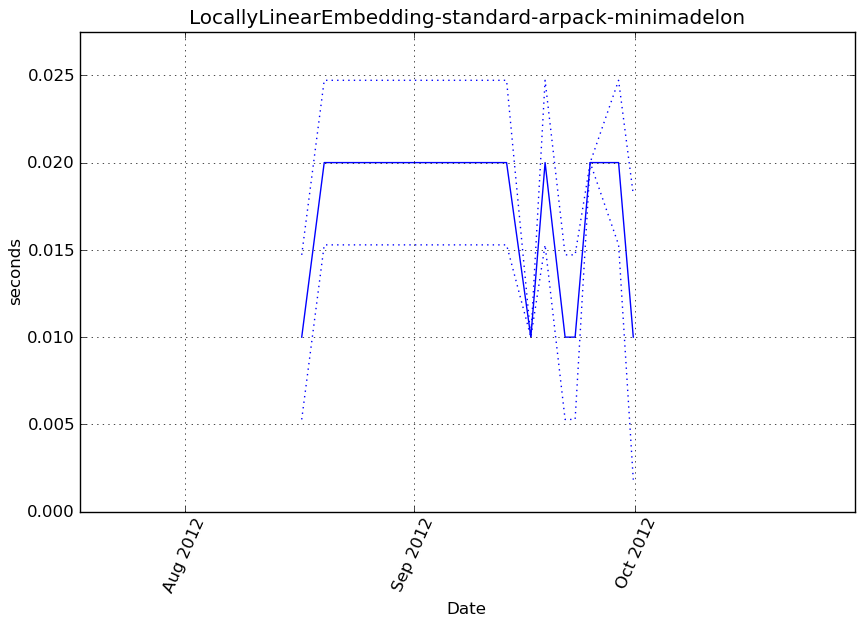 LocallyLinearEmbedding-standard-arpack-minimadelon
0.025
0.020
0.015
0.010
0.005
0.000
seconds
Aug 2012
Sep 2012
Oct 2012
Date